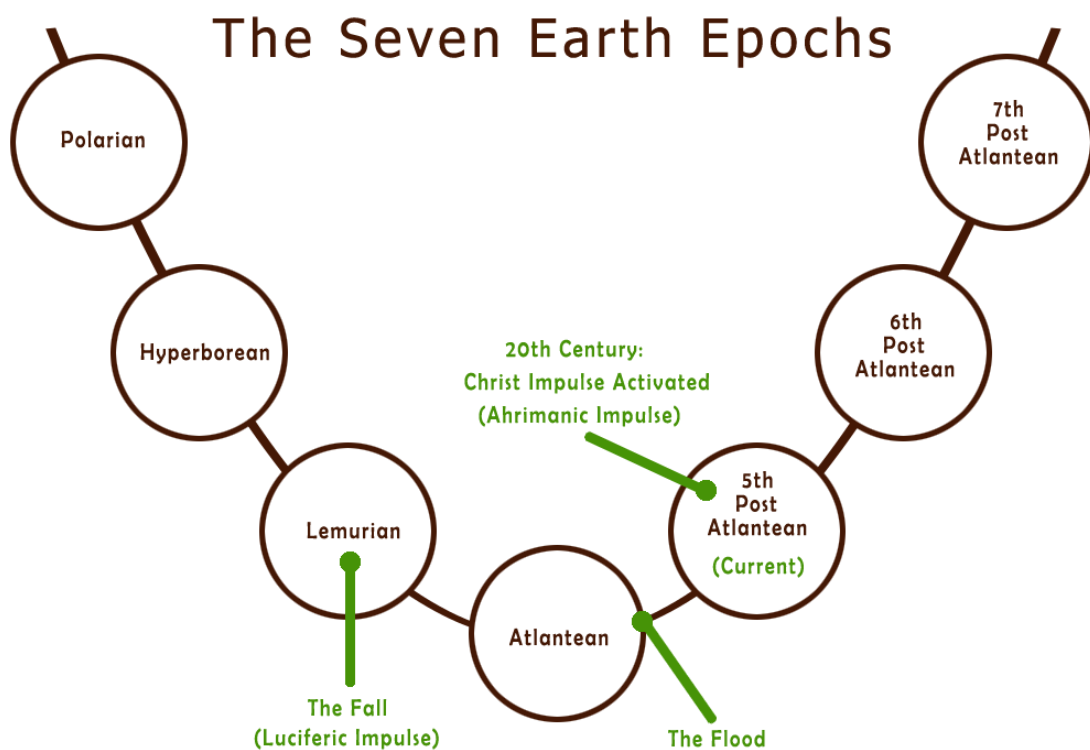 The Seven Earth Epochs
Polarian
Hyperborean
Lemurian
The Fall
(Luciferic Impulse)
Atlantean
The Flood
20th Century:
Christ Impulse Activated
(Ahrimanic Impulse)
5th
Post
Atlantean
(Current)
6th
Post
Atlantean
7th
Post
Atlantean